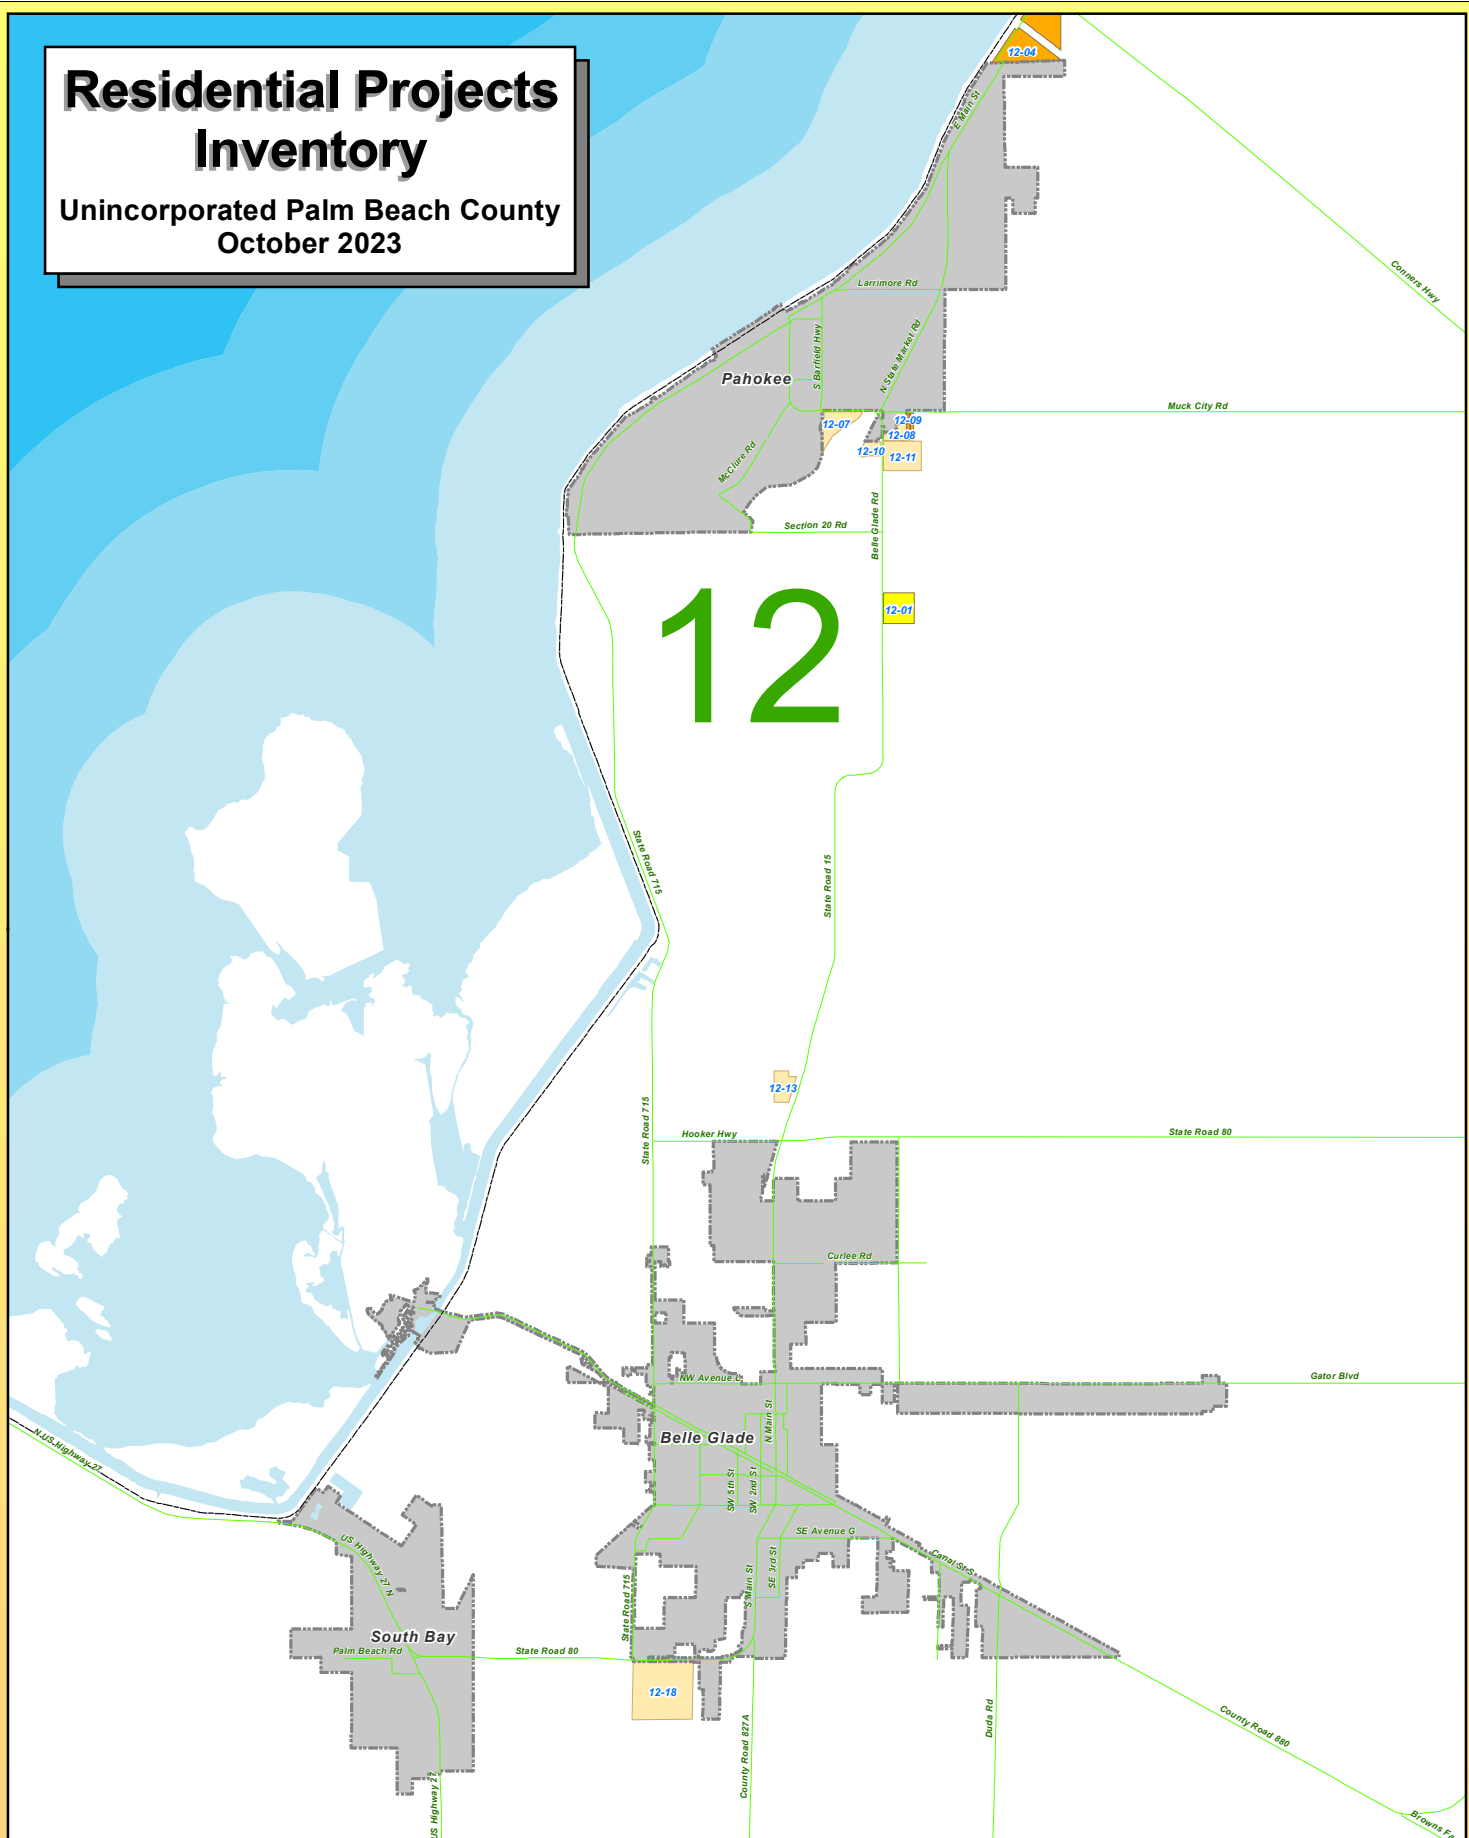 Residential Projects
Inventory
Unincorporated Palm Beach County
October 2023
12-04
E Main St
Conners Hwy
Larrimore Rd
S Barfield Hwy
N State Market Rd
Pahokee
Muck City Rd
12-07
12-09
12-08
12-10
12-11
McClure Rd
Belle Glade Rd
Section 20 Rd
12-01
12
State Road 715
State Road 15
12-13
State Road 715
Hooker Hwy
State Road 80
Curlee Rd
NW Avenue L
Gator Blvd
N Main St
Belle Glade
N US Highway 27
SW 5th St
SW 2nd St
SE Avenue G
US Highway 27 N
Canal St S
SE 3rd St
S Main St
State Road 715
South Bay
Palm Beach Rd
State Road 80
12-18
Duda Rd
County Road 827A
County Road 880
US Highway 27
Browns Fa